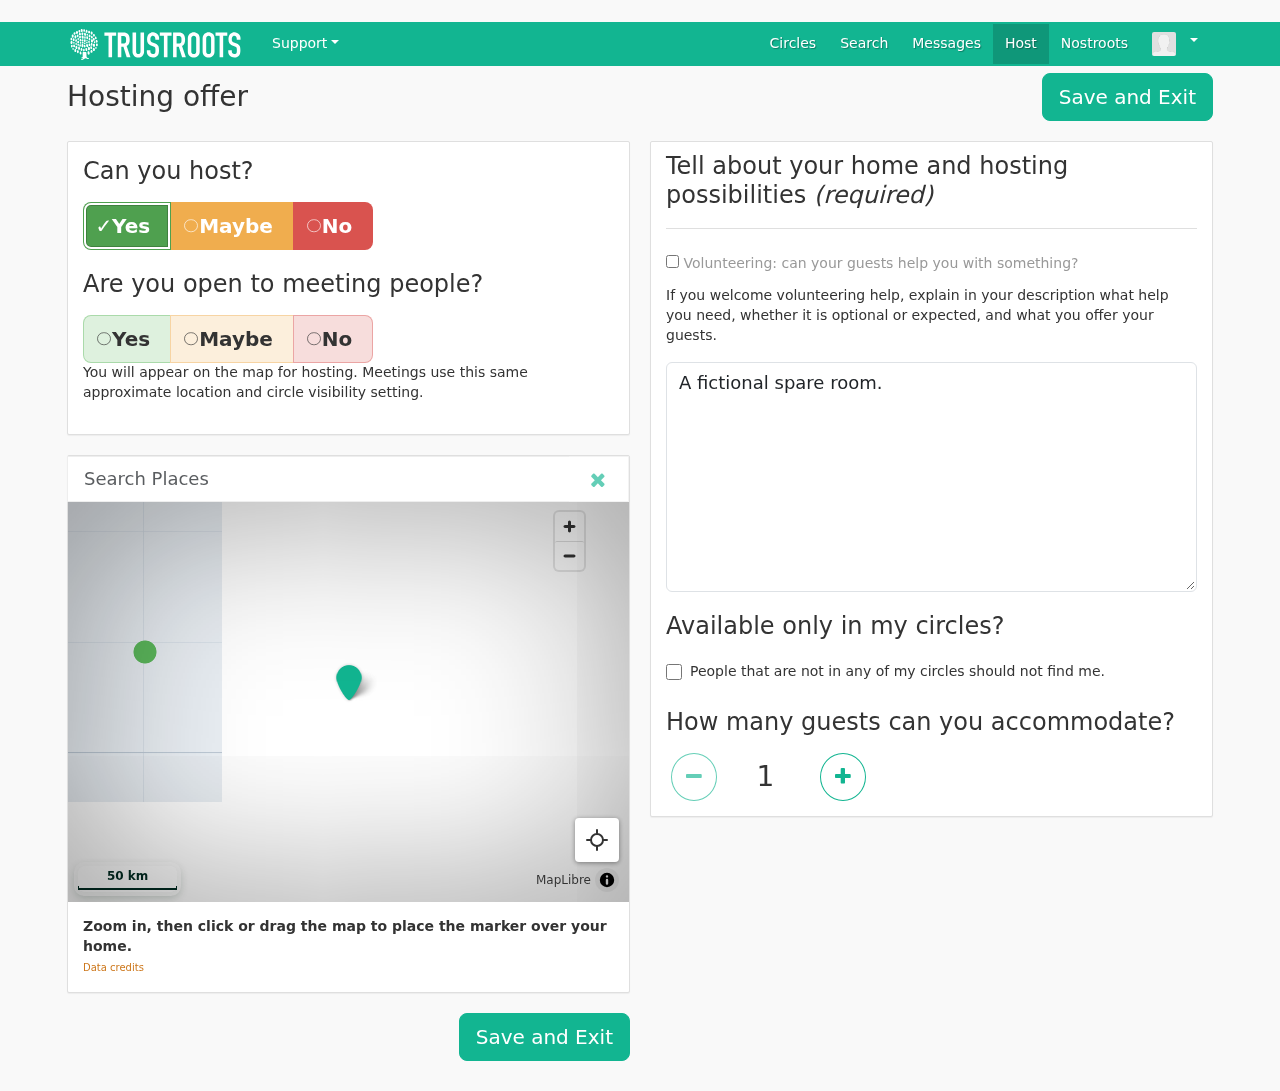 TRUSTROOTS
Support
Circles
Search
Messages
Host
Nostroots
Hosting offer
Save and Exit
Can you host?
✓Yes
Maybe
No
Are you open to meeting people?
Yes
Maybe
No
You will appear on the map for hosting. Meetings use this same
approximate location and circle visibility setting.
Search Places
50 km
MapLibre
Zoom in, then click or drag the map to place the marker over your
home.
Data credits
Save and Exit
Tell about your home and hosting
possibilities (required)
Volunteering: can your guests help you with something?
If you welcome volunteering help, explain in your description what help
you need, whether it is optional or expected, and what you offer your
guests.
A fictional spare room.
Available only in my circles?
People that are not in any of my circles should not find me.
How many guests can you accommodate?
1